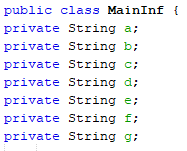 public class MainInf {
private String a;
private String b;
private String c;
private String d;
private String e;
private String f;
private String g;